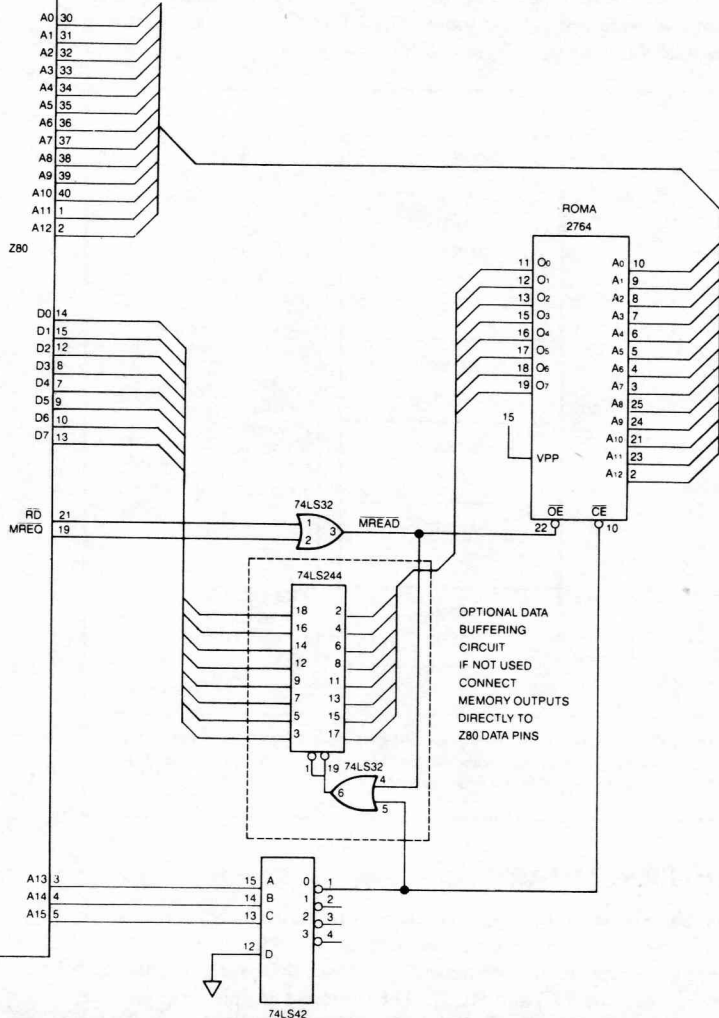 A0 30
A1 31
A2 32
A3 33
A4 34
A5 35
A6 36
A7 37
A8 38
A9 39
A10 40
A11 1
A12 2
Z80
D0 14
D1 15
D2 12
D3 8
D4 7
D5 9
D6 10
D7 13
RD 21
MREQ 19
74LS32
1
2
3
MREAD
ROMA
2764
11 O0 A0 10
12 O1 A1 9
13 O2 A2 8
15 O3 A3 7
16 O4 A4 6
17 O5 A5 5
18 O6 A6 4
19 O7 A7 3
A8 25
A9 24
A10 21
A11 23
A12 2
15
VPP
OE CE
22 10
74LS244
18 2
16 4
14 6
12 8
9 11
7 13
5 15
3 17
1 19
74LS32
4
5
6
OPTIONAL DATA
BUFFERING
CIRCUIT
IF NOT USED
CONNECT
MEMORY OUTPUTS
DIRECTLY TO
Z80 DATA PINS
A13 3
A14 4
A15 5
15 A 0 1
14 B 1 2
13 C 2 3
3 4
12 D
74LS42